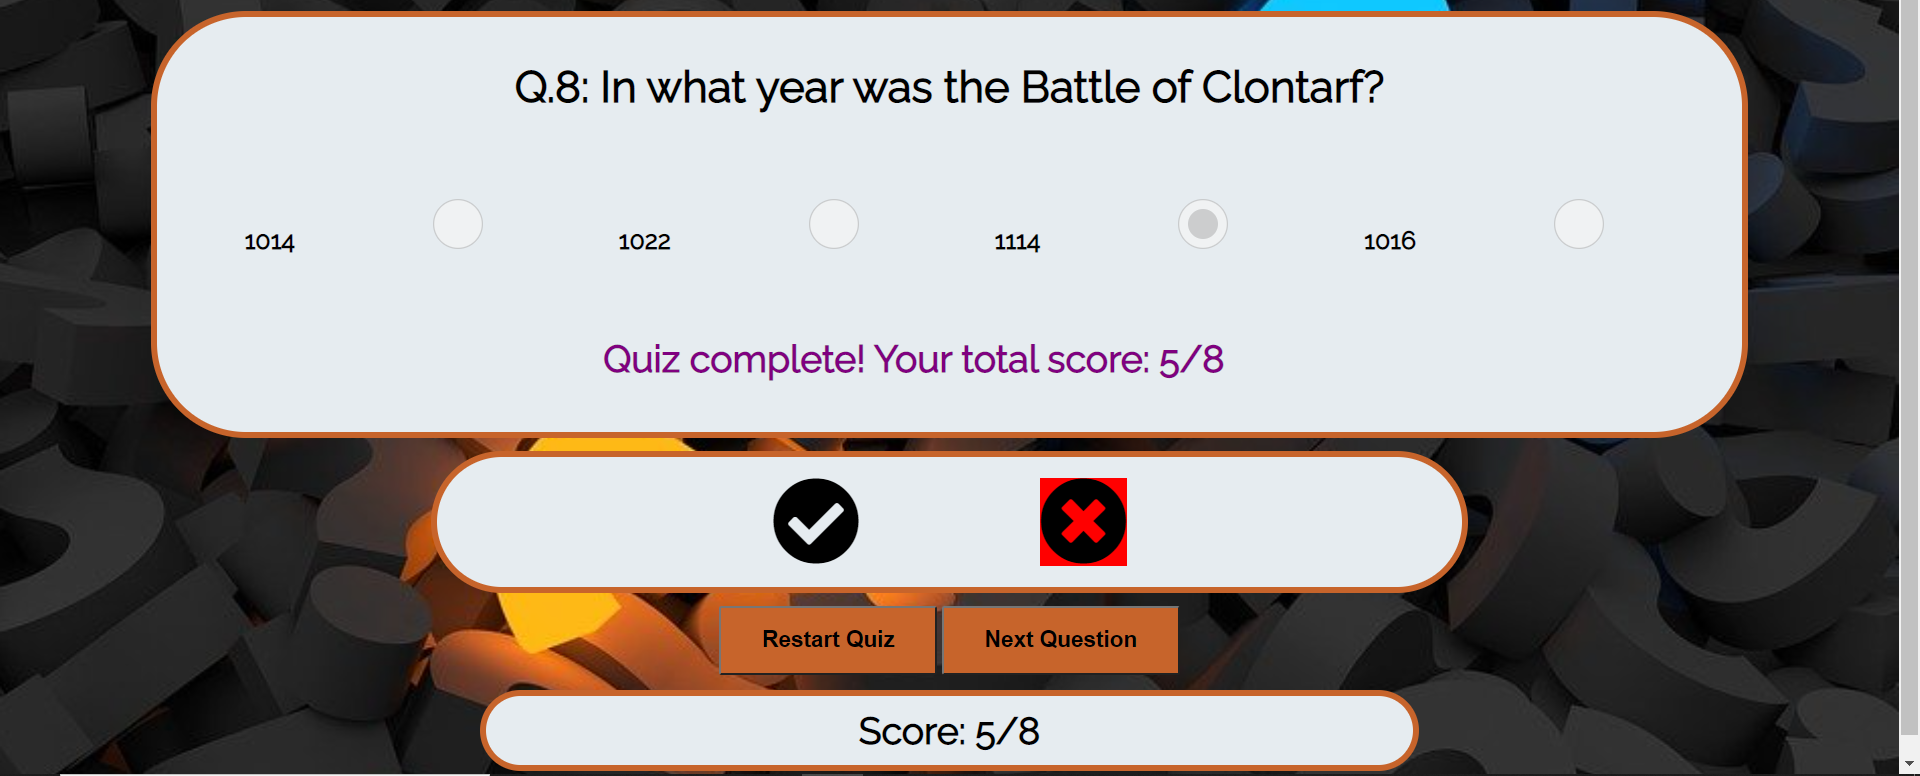 Q.8: In what year was the Battle of Clontarf?
1014 1022 1114 1016
Quiz complete! Your total score: 5/8
Restart Quiz Next Question
Score: 5/8